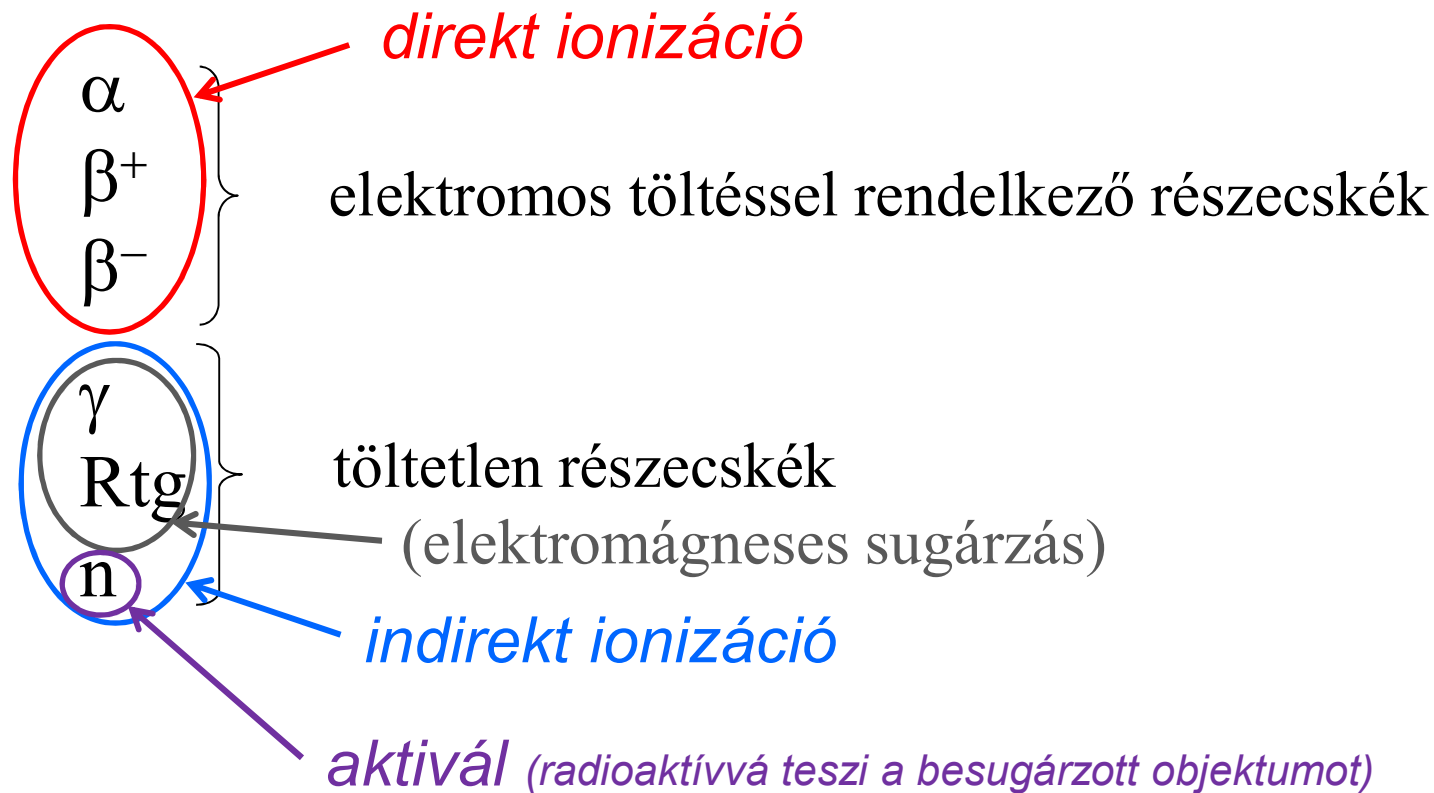 direkt ionizáció
α
β⁺
β⁻
elektromos töltéssel rendelkező részecskék
γ
Rtg
n
töltetlen részecskék
(elektromágneses sugárzás)
indirekt ionizáció
aktivál (radioaktívvá teszi a besugárzott objektumot)